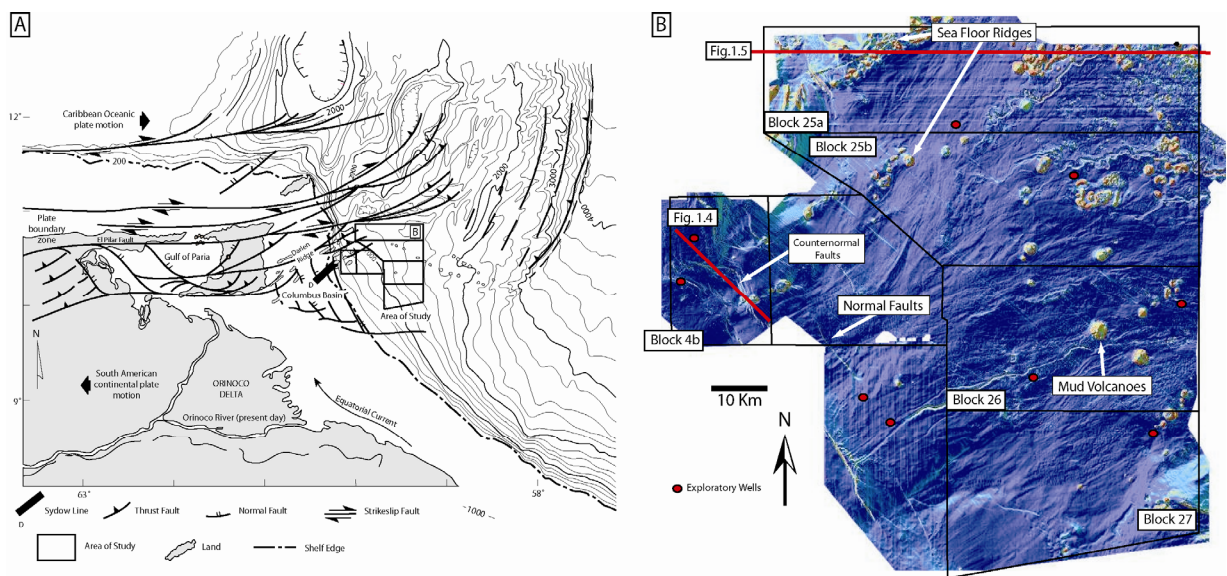 A
Caribbean Oceanic
plate motion
12°
200
2000
2000
3000
4000
Plate
boundary
zone
El Pilar Fault
Gulf of Paria
Darien
Ridge
B
D
Columbus Basin
Area of Study
N
South American
continental plate
motion
ORINOCO
DELTA
Equatorial Current
9°
Orinoco River (present day)
63°
58°
~1000
Sydow Line
D
Thrust Fault
Normal Fault
Strikeslip Fault
Area of Study
Land
Shelf Edge
B
Sea Floor Ridges
Fig.1.5
Block 25a
Block 25b
Fig. 1.4
Counternormal
Faults
Normal Faults
Block 4b
Mud Volcanoes
10 Km
Block 26
N
Exploratory Wells
Block 27